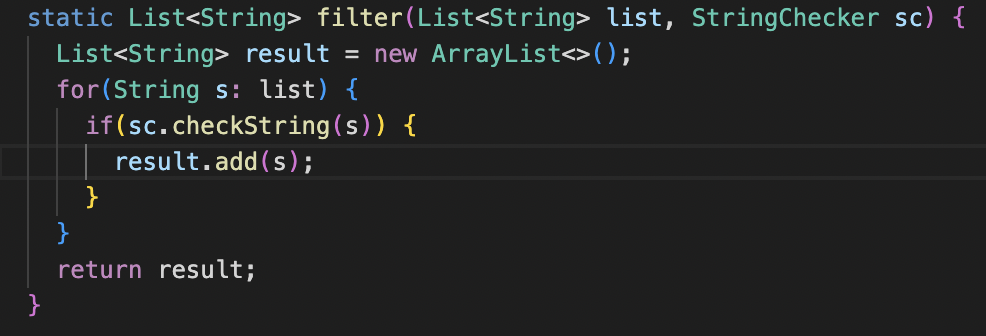 static List<String> filter(List<String> list, StringChecker sc) {
  List<String> result = new ArrayList<>();
  for(String s: list) {
    if(sc.checkString(s)) {
      result.add(s);
    }
  }
  return result;
}